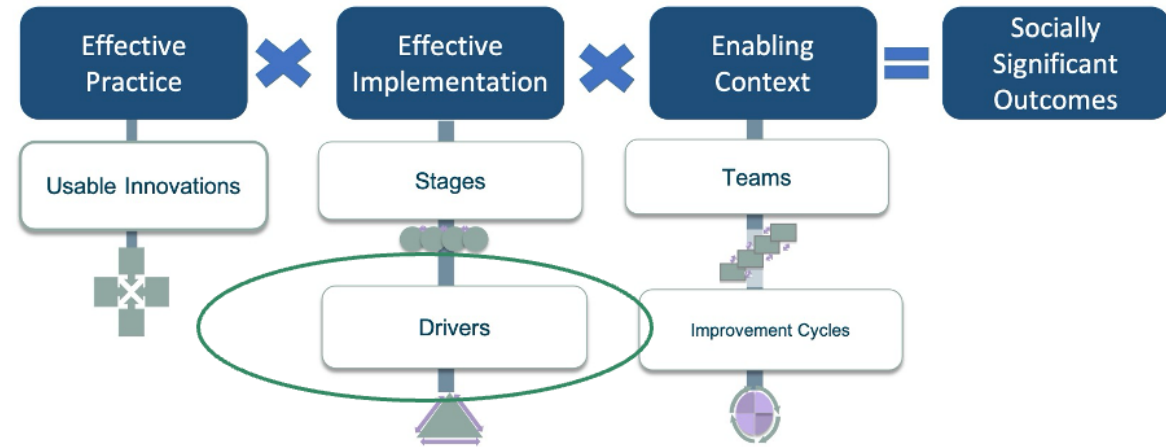 Effective
Practice
Effective
Implementation
Enabling
Context
Socially
Significant
Outcomes
Usable Innovations
Stages
Teams
Drivers
Improvement Cycles